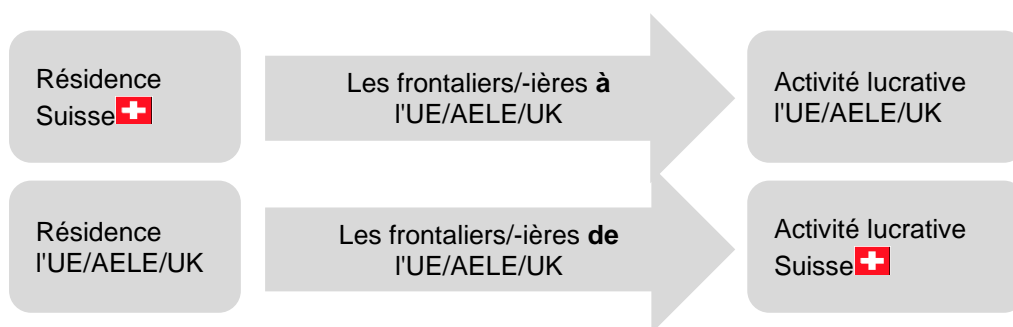 Résidence
Suisse
Les frontaliers/-ières à
l'UE/AELE/UK
Activité lucrative
l'UE/AELE/UK
Résidence
l'UE/AELE/UK
Les frontaliers/-ières de
l'UE/AELE/UK
Activité lucrative
Suisse